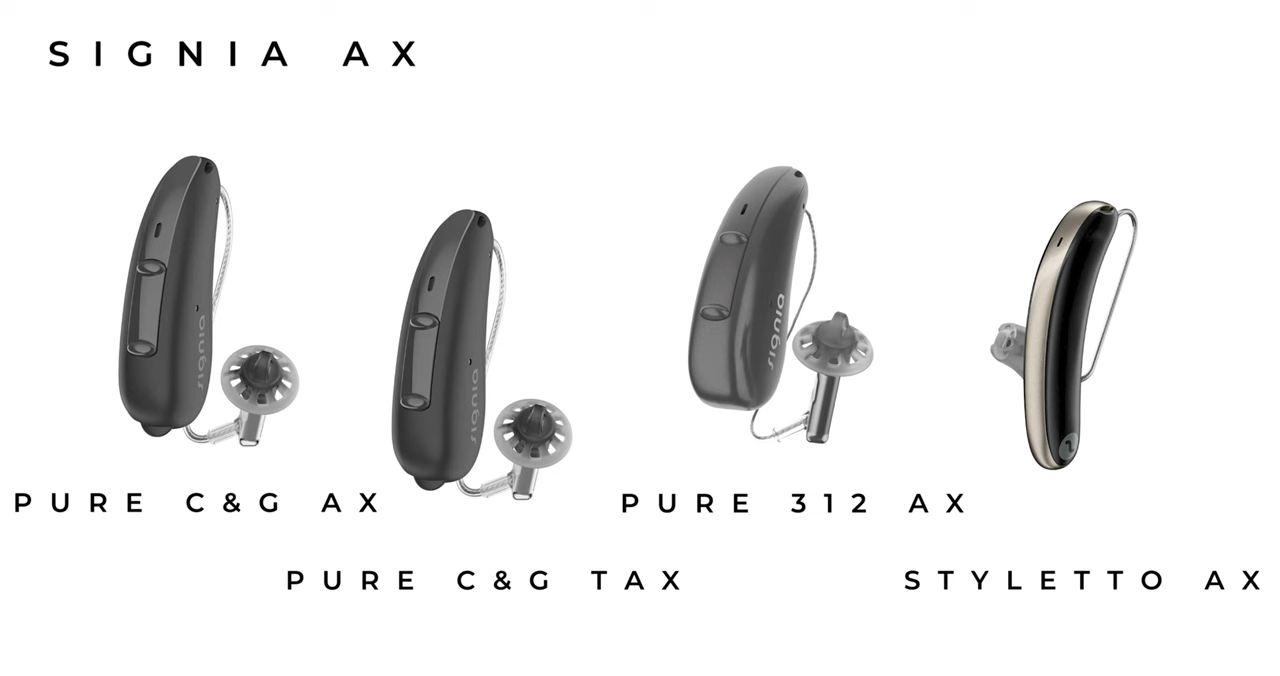 SIGNIA AX
signia
signia
signia
PURE C&G AX
PURE 312 AX
PURE C&G TAX
STYLETTO AX